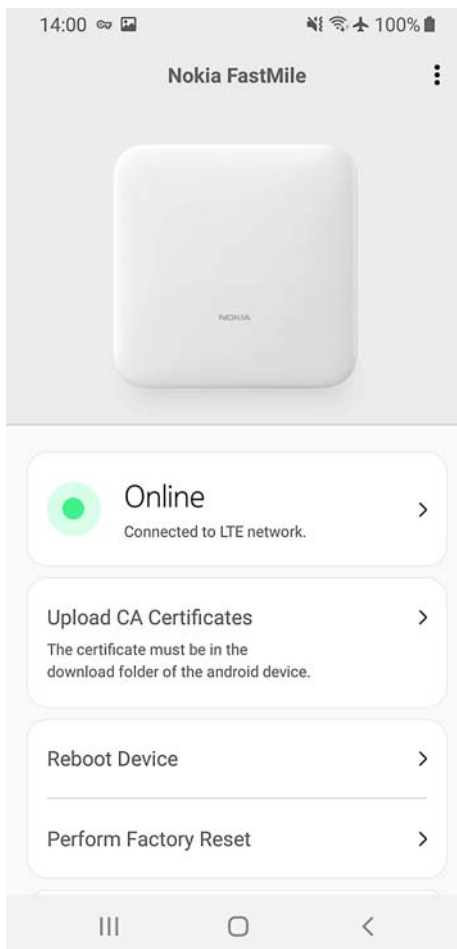 14:00 100%
Nokia FastMile
NOKIA
Online
Connected to LTE network.
Upload CA Certificates
The certificate must be in the
download folder of the android device.
Reboot Device
Perform Factory Reset